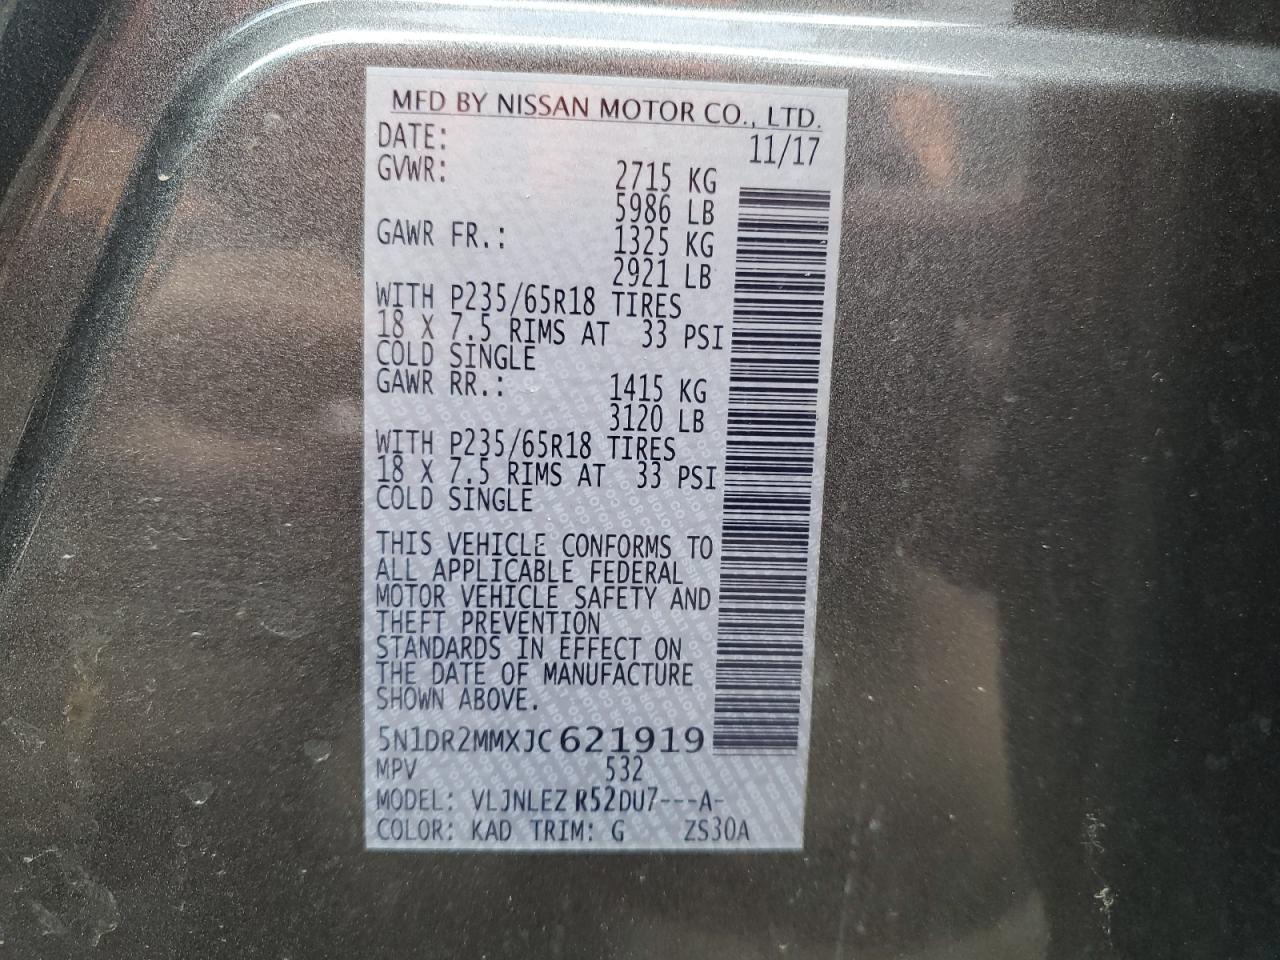 MFD BY NISSAN MOTOR CO., LTD.
DATE: 11/17
GVWR: 2715 KG
5986 LB
GAWR FR.: 1325 KG
2921 LB
WITH P235/65R18 TIRES
18 X 7.5 RIMS AT 33 PSI
COLD SINGLE
GAWR RR.: 1415 KG
3120 LB
WITH P235/65R18 TIRES
18 X 7.5 RIMS AT 33 PSI
COLD SINGLE
THIS VEHICLE CONFORMS TO
ALL APPLICABLE FEDERAL
MOTOR VEHICLE SAFETY AND
THEFT PREVENTION
STANDARDS IN EFFECT ON
THE DATE OF MANUFACTURE
SHOWN ABOVE.
5N1DR2MMXJC621919
MPV 532
MODEL: VLJNLEZ R52DU7---A-
COLOR: KAD TRIM: G ZS30A